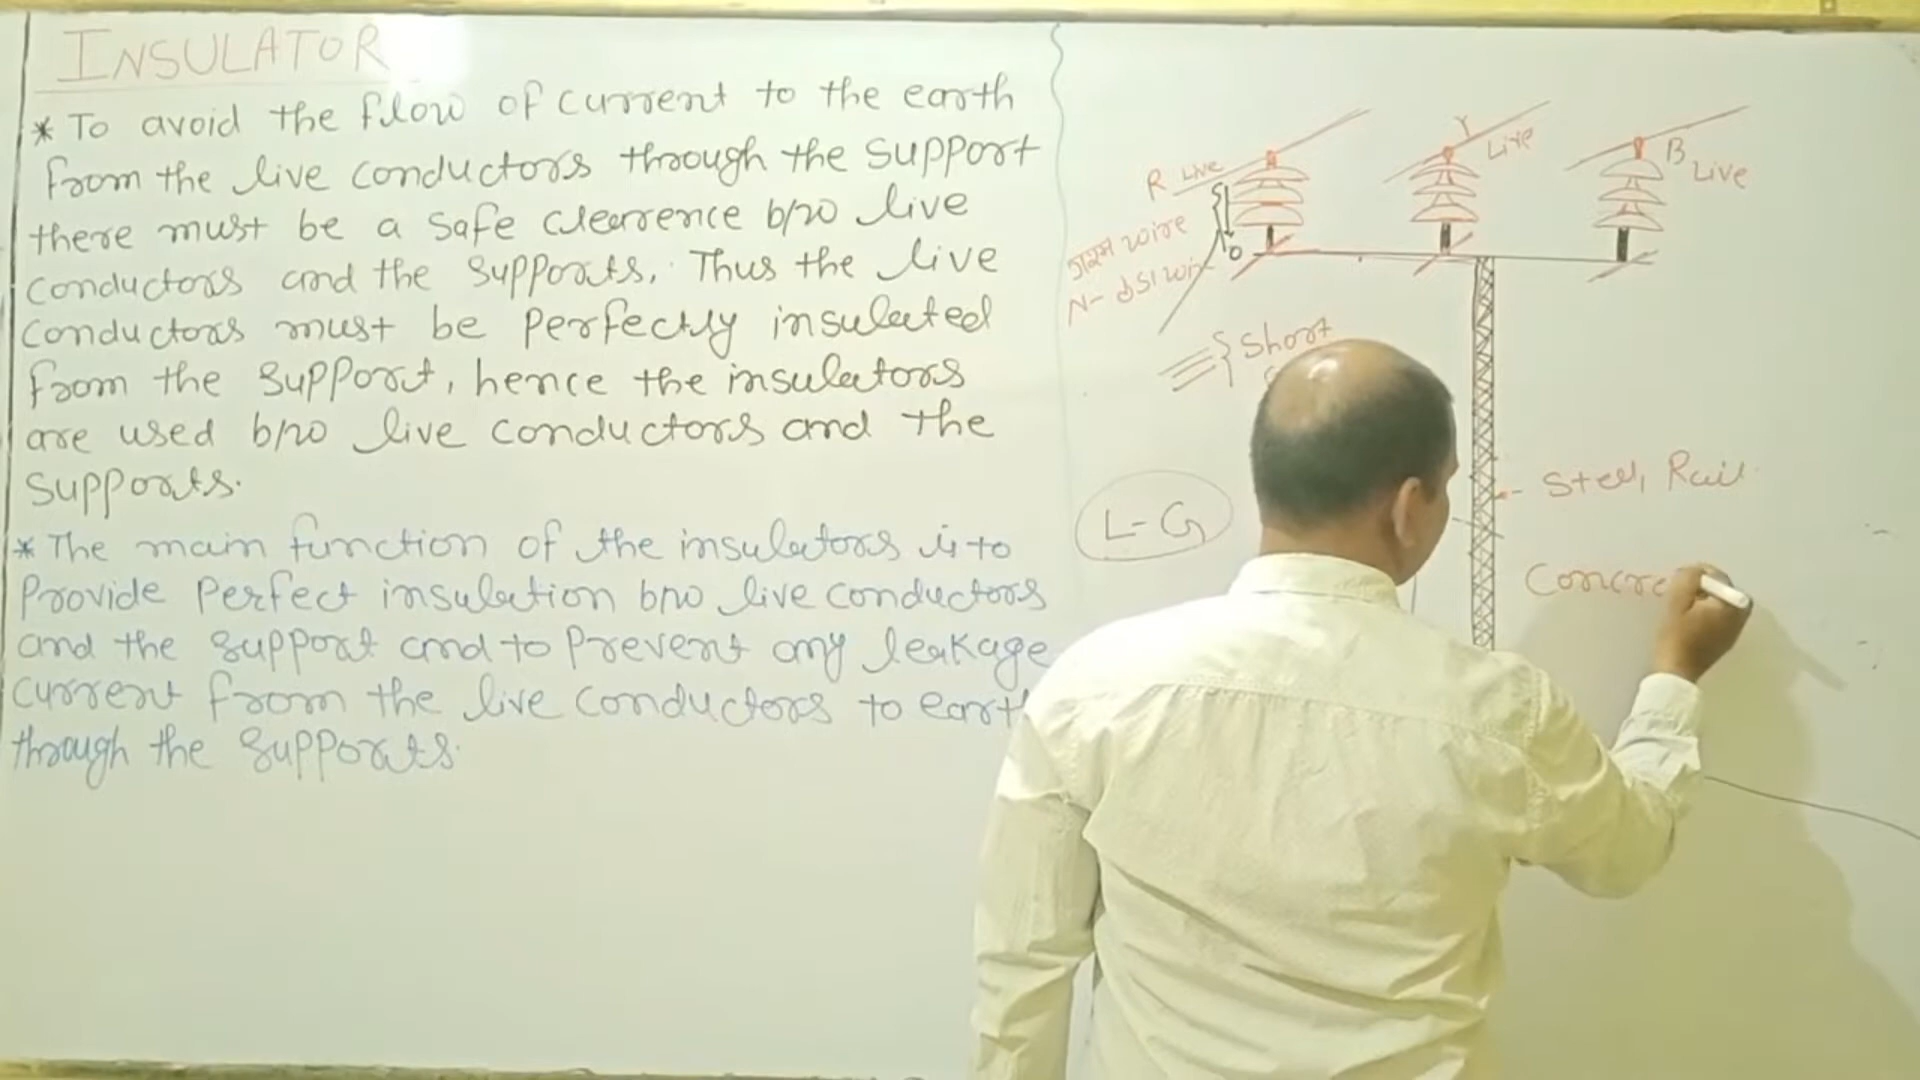 INSULATOR
* To avoid the flow of current to the earth
from the live conductors through the support
there must be a safe clearence b/w live
conductors and the supports. Thus the live
conductors must be perfectly insulated
from the support, hence the insulators
are used b/w live conductors and the
supports.
* The main function of the insulators is to
provide perfect insulation b/w live conductors
and the support and to prevent any leakage
current from the live conductors to eart
through the supports.
R Live
Y
Live
B
Live
गरम wire
N-
Short
L-G
Steel, Rail
Concre